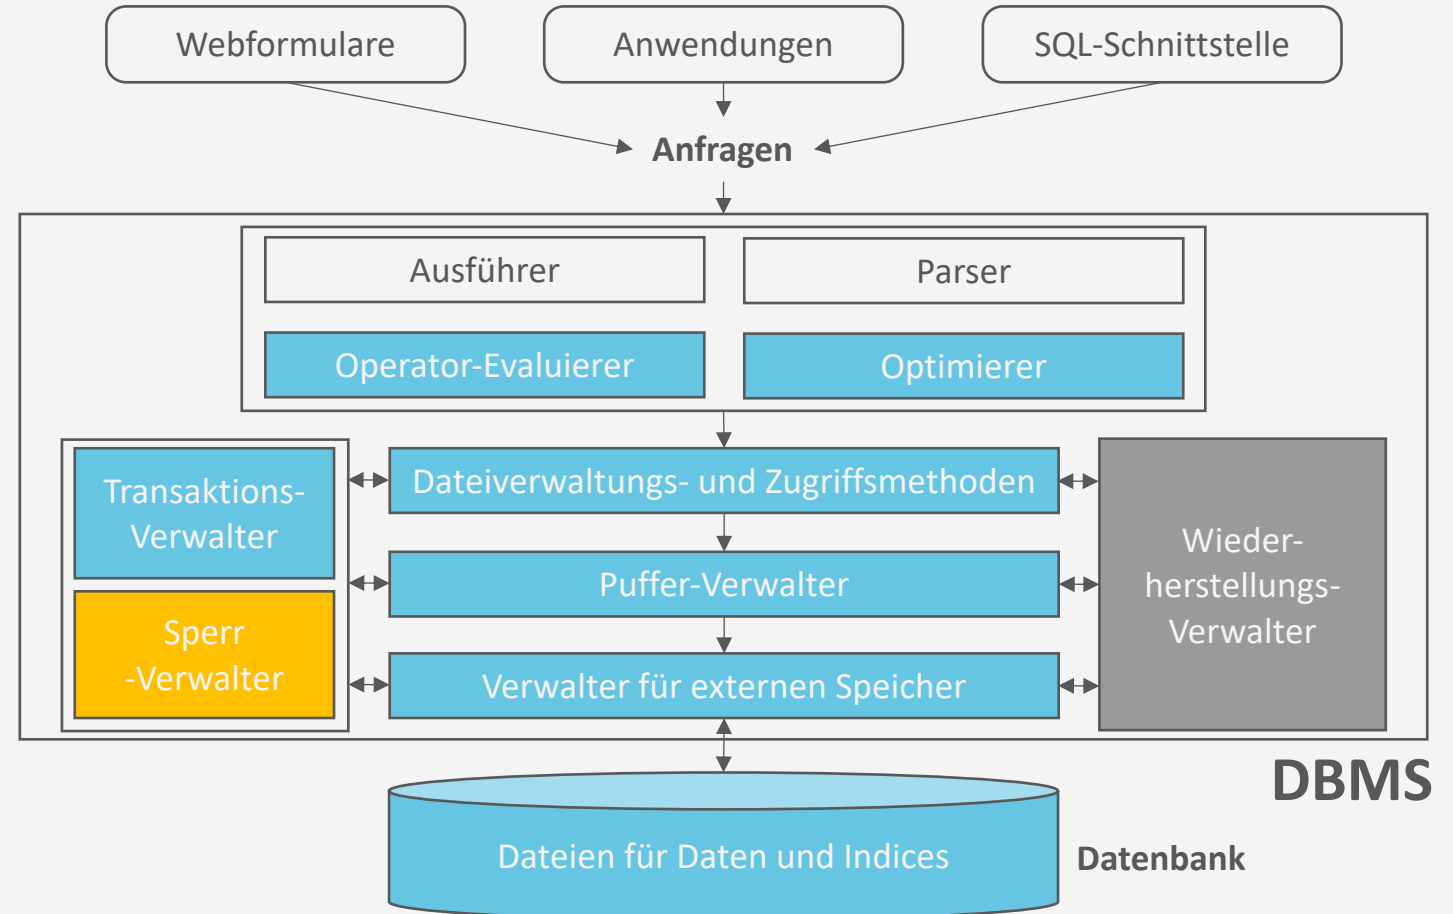 Webformulare
Anwendungen
SQL-Schnittstelle
Anfragen
Ausführer
Parser
Operator-Evaluierer
Optimierer
Transaktions-
Verwalter
Sperr
-Verwalter
Dateiverwaltungs- und Zugriffsmethoden
Puffer-Verwalter
Verwalter für externen Speicher
Wieder-
herstellungs-
Verwalter
DBMS
Dateien für Daten und Indices
Datenbank